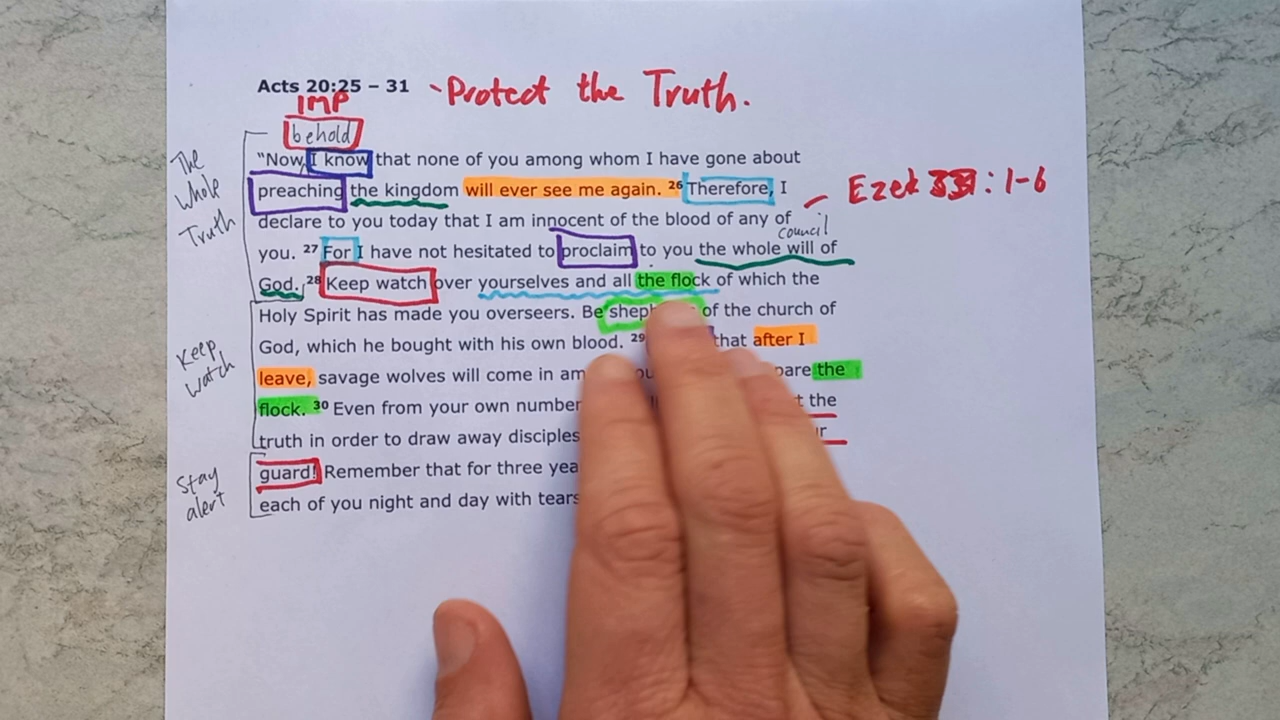 Acts 20:25 – 31 - Protect the Truth.
IMP
behold
The Whole Truth
"Now, I know that none of you among whom I have gone about
preaching the kingdom will ever see me again. 26 Therefore, I
Ezek 33:1-6
declare to you today that I am innocent of the blood of any of
council
you. 27 For I have not hesitated to proclaim to you the whole will of
God. 28 Keep watch over yourselves and all the flock of which the
Holy Spirit has made you overseers. Be of the church of
Keep watch
God, which he bought with his own blood. 29 that after I
leave, savage wolves will come in the
flock. 30 Even from your own number the
truth in order to draw away disciples
Stay alert
guard! Remember that for three
each of you night and day with tears